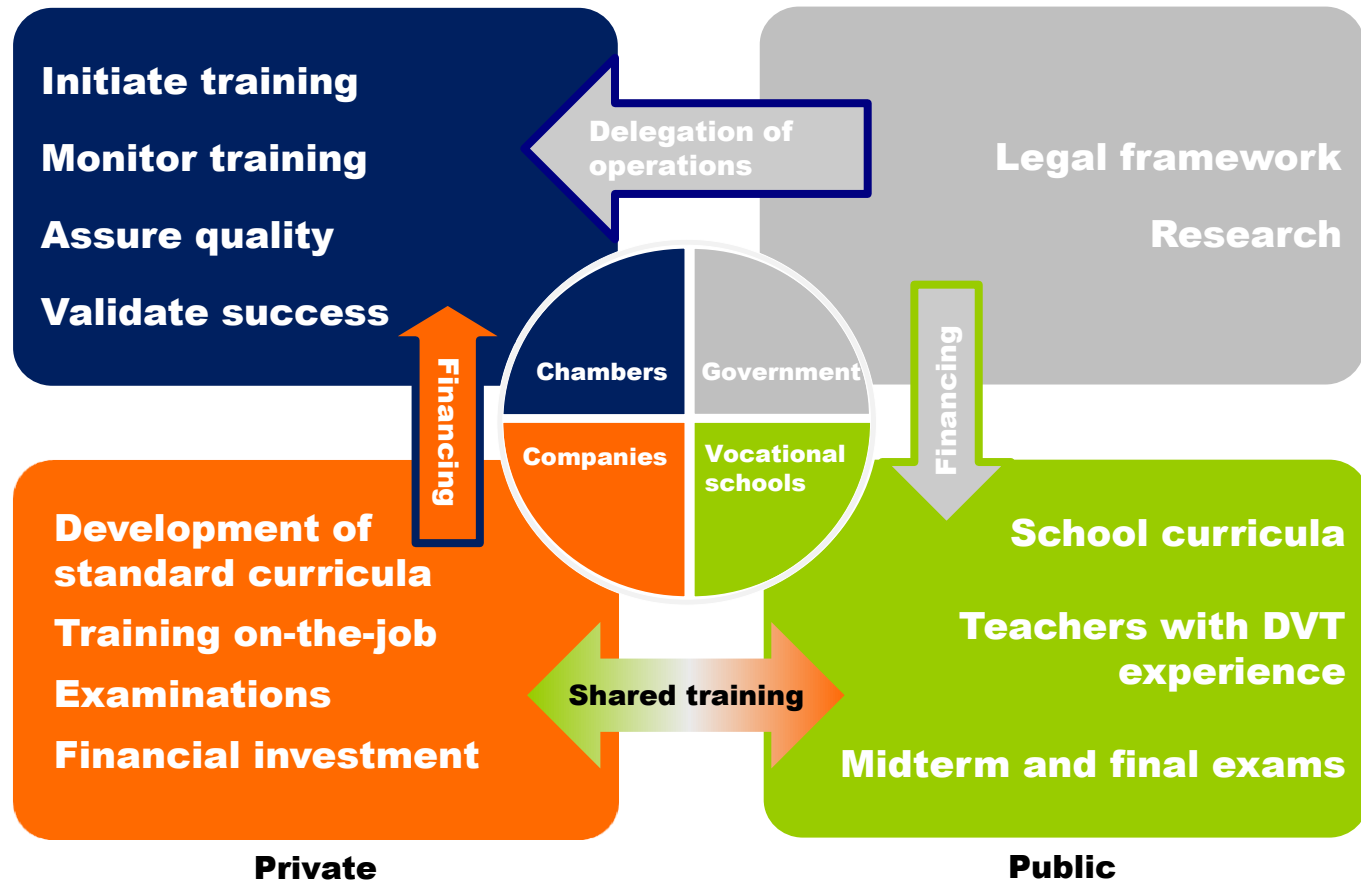 Initiate training
Monitor training
Assure quality
Validate success
Delegation of
operations
Legal framework
Research
Financing
Financing
Chambers
Government
Companies
Vocational
schools
Development of
standard curricula
Training on-the-job
Examinations
Financial investment
Shared training
School curricula
Teachers with DVT
experience
Midterm and final exams
Private
Public